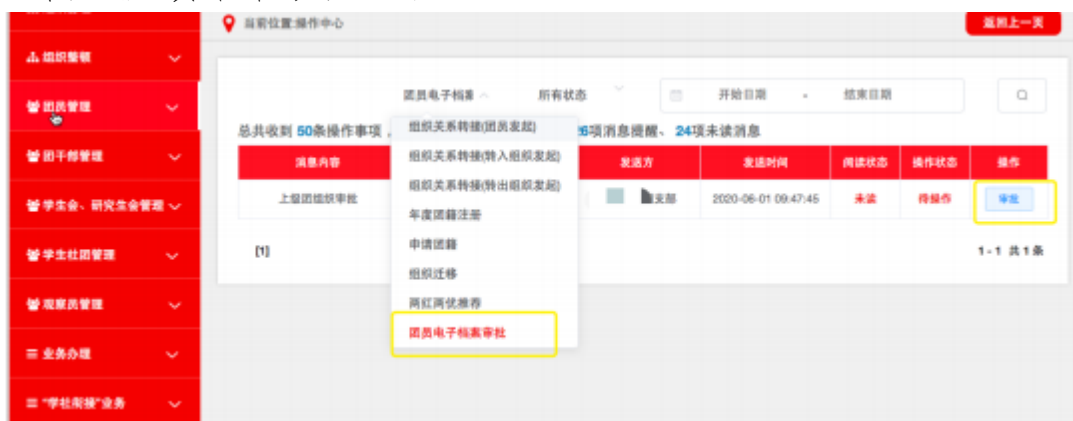 当前位置:操作中心
返回上一页
组织整顿
团员管理
团干部管理
学生会、研究生会管理
学生社团管理
观察员管理
业务办理
"学社衔接"业务
团员电子档案
所有状态
开始日期 - 结束日期
总共收到 50条操作事项
6项消息提醒、 24项未读消息
消息内容
发送方
发送时间
阅读状态
操作状态
操作
上级团组织审批
支部
2020-06-01 09:47:45
未读
待操作
审批
[1]
1-1 共1条
组织关系转接(团员发起)
组织关系转接(转入组织发起)
组织关系转接(转出组织发起)
年度团籍注册
申请团籍
组织迁移
两红两优推荐
团员电子档案审批